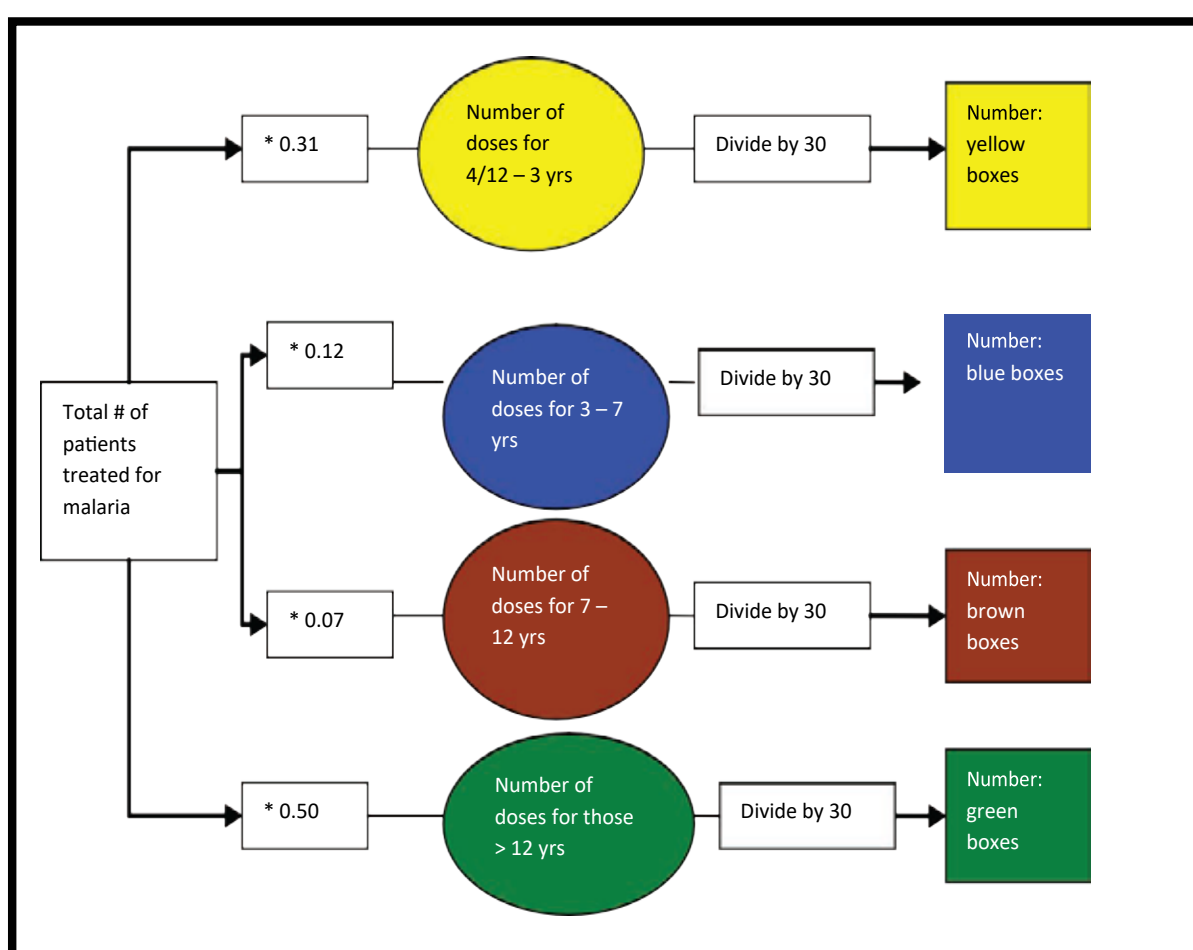 * 0.31
Number of
doses for
4/12 – 3 yrs
Divide by 30
Number:
yellow
boxes
* 0.12
Number of
doses for 3 – 7
yrs
Divide by 30
Number:
blue boxes
Total # of
patients
treated for
malaria
* 0.07
Number of
doses for 7 –
12 yrs
Divide by 30
Number:
brown
boxes
* 0.50
Number of
doses for those
> 12 yrs
Divide by 30
Number:
green
boxes